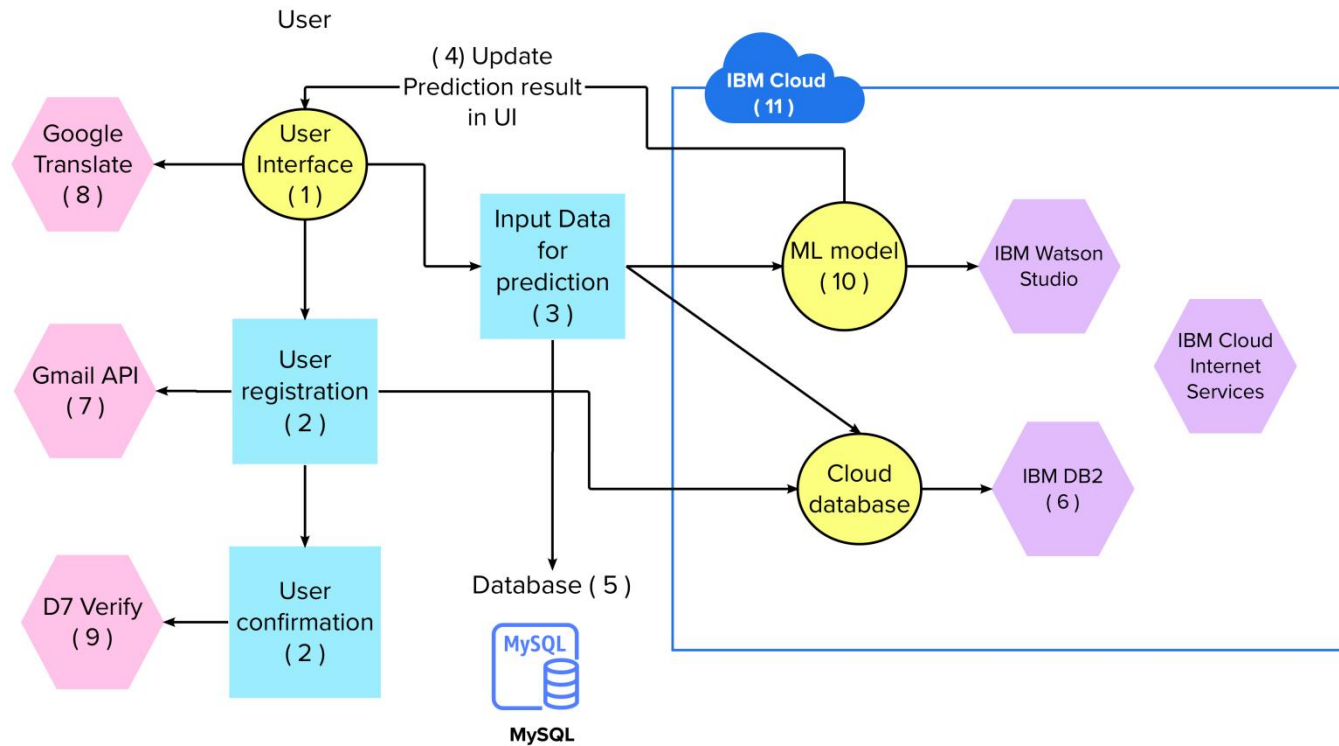 User
( 4) Update
Prediction result
in UI
IBM Cloud
( 11 )
Google
Translate
( 8 )
User
Interface
( 1 )
Input Data
for
prediction
( 3 )
ML model
( 10 )
IBM Watson
Studio
IBM Cloud
Internet
Services
Gmail API
( 7 )
User
registration
( 2 )
Cloud
database
IBM DB2
( 6 )
D7 Verify
( 9 )
User
confirmation
( 2 )
Database ( 5 )
MySQL
MySQL